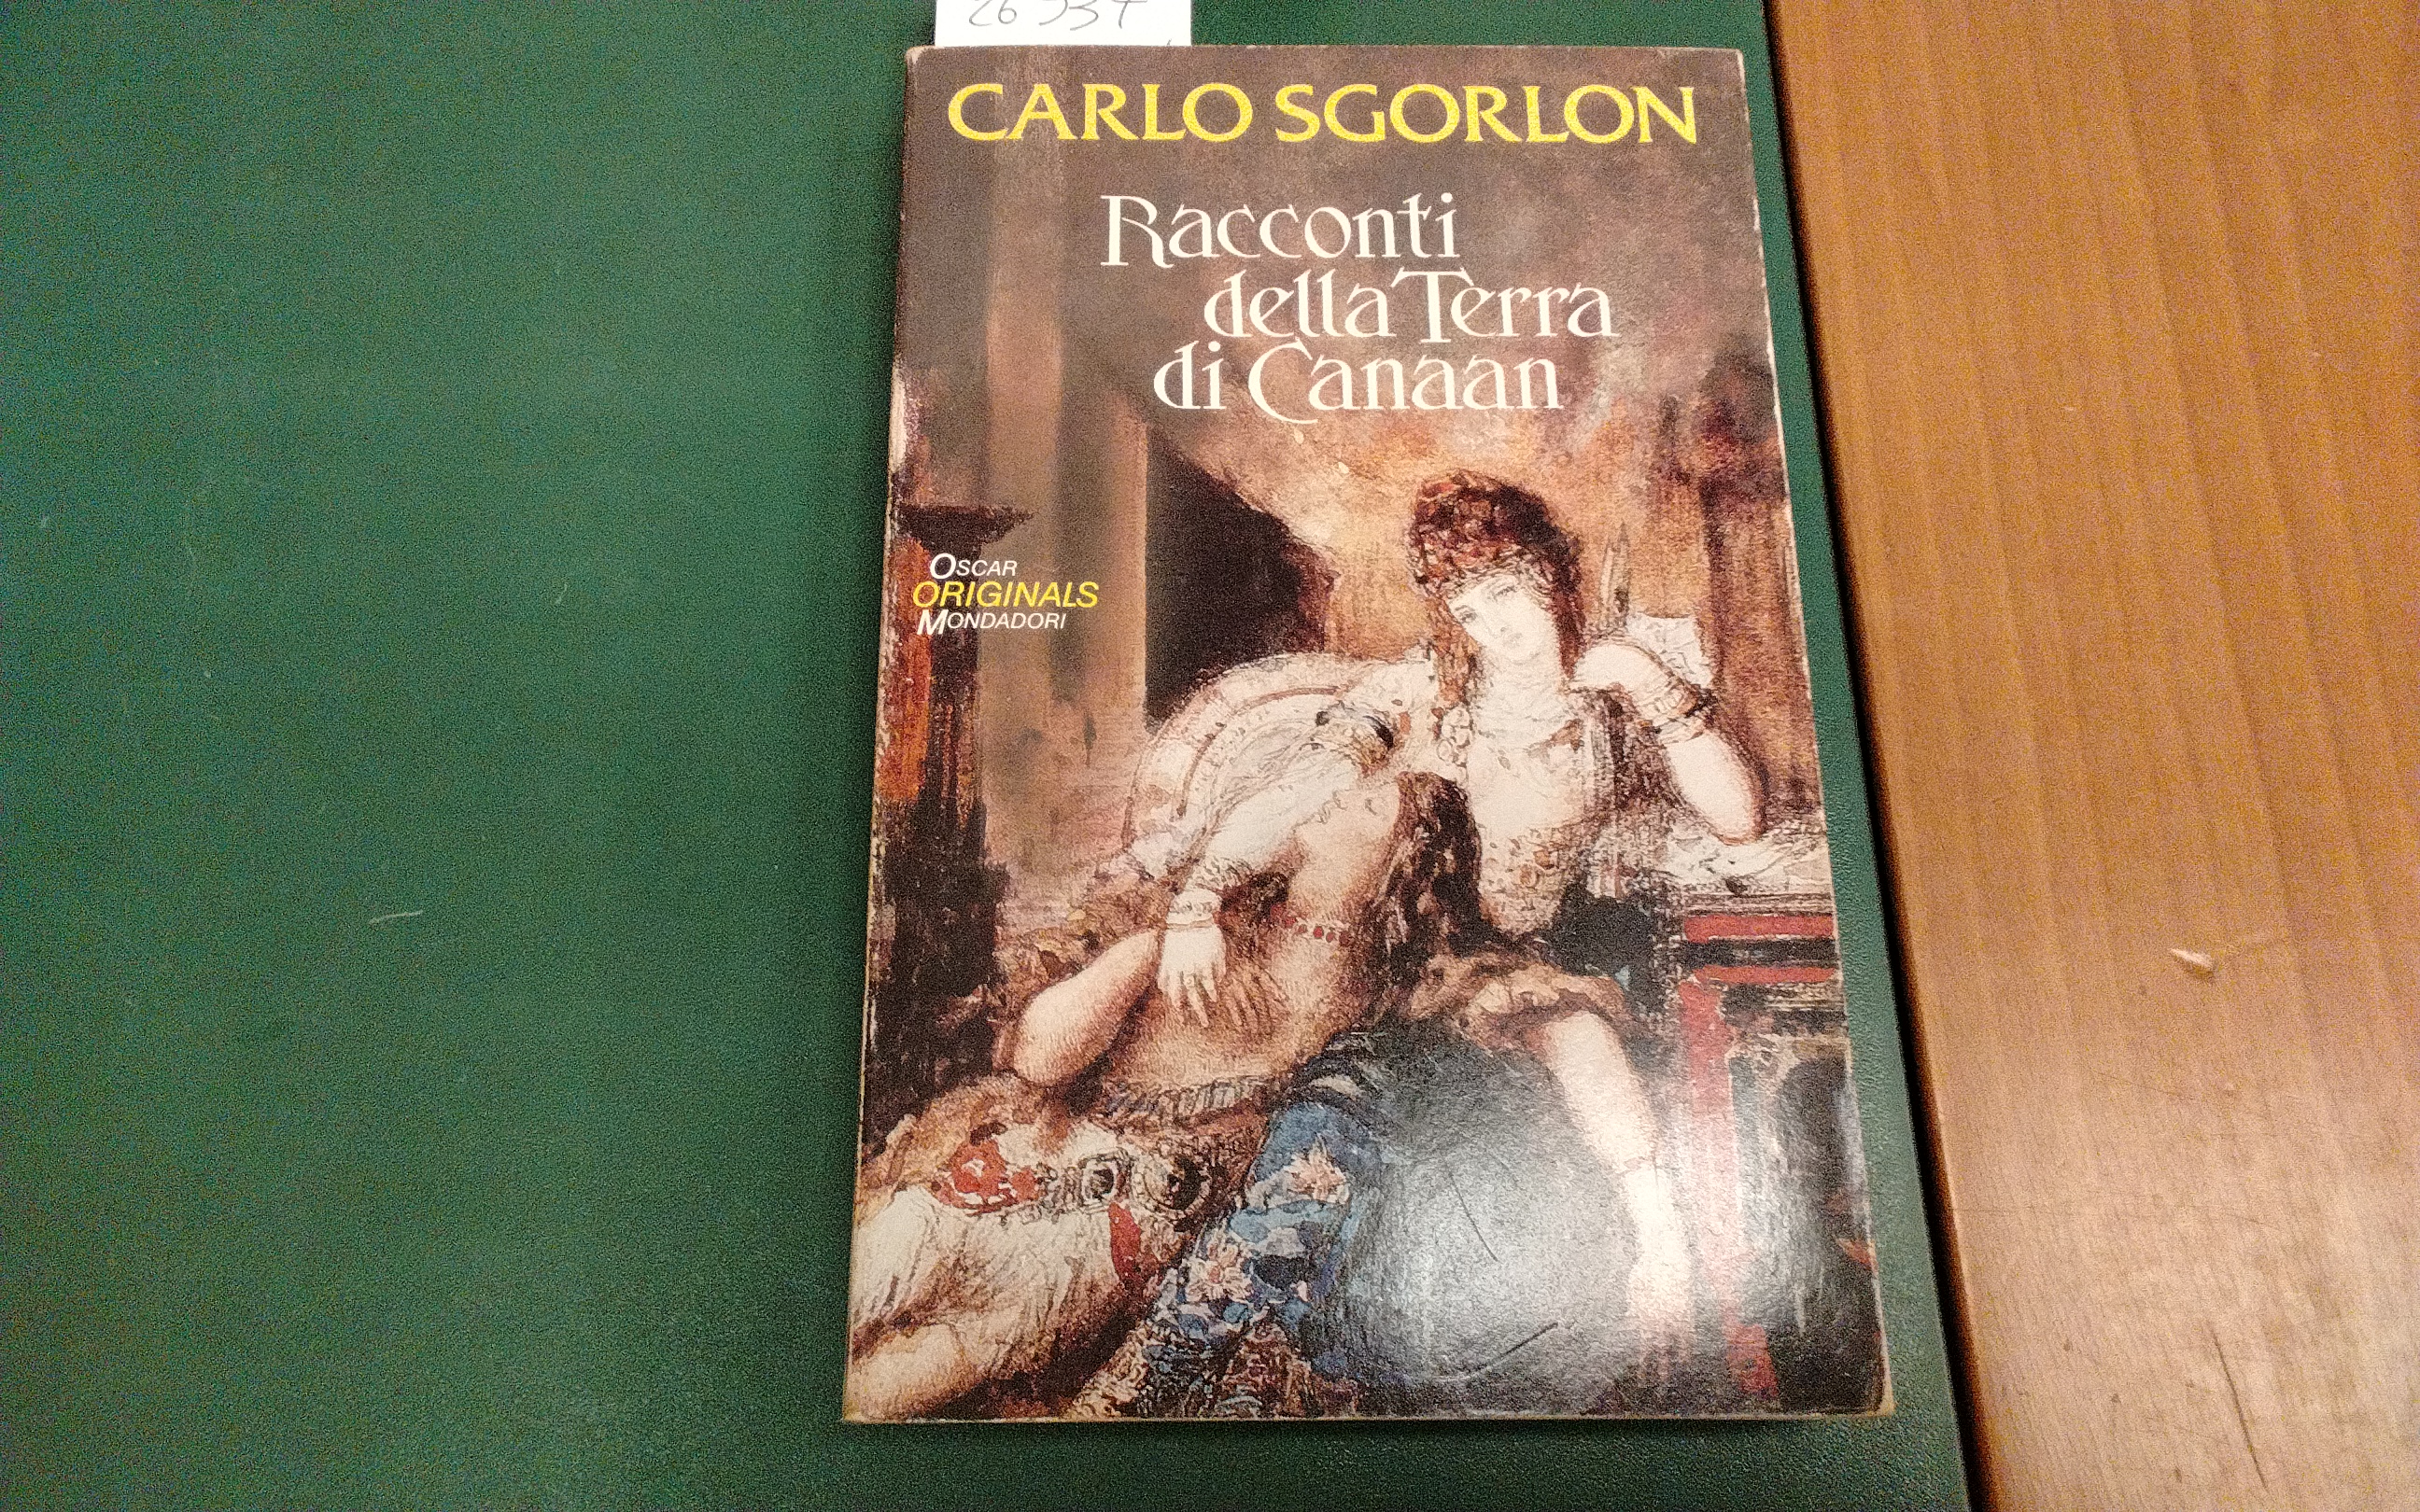 CARLO SGORLON
Racconti
della Terra
di Canaan
OSCAR
ORIGINALS
MONDADORI